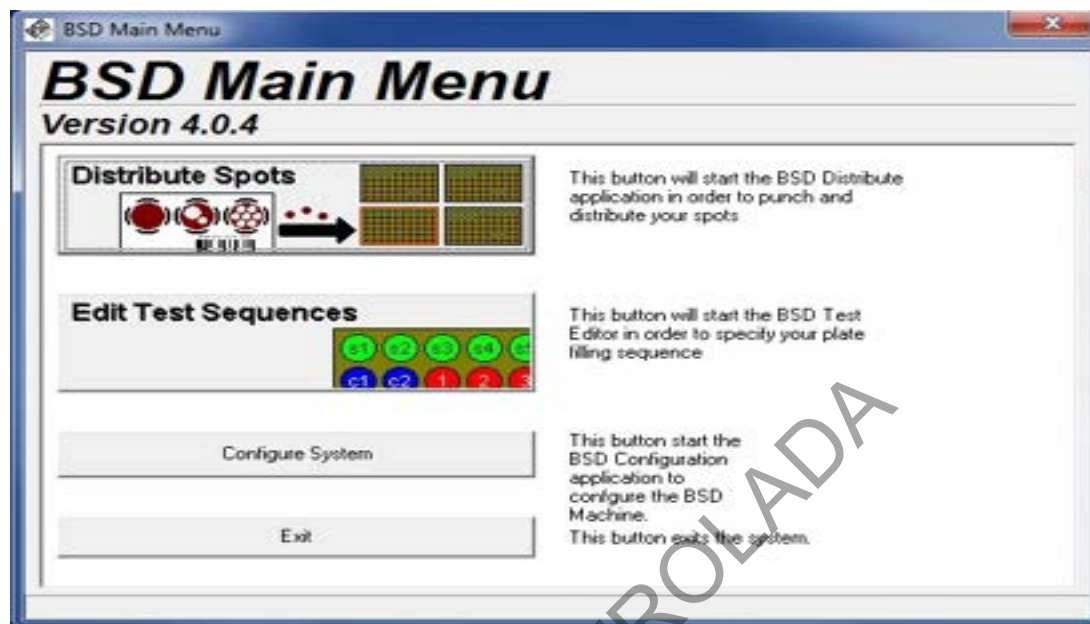 BSD Main Menu
BSD Main Menu
Version 4.0.4
Distribute Spots
This button will start the BSD Distribute
application in order to punch and
distribute your spots
Edit Test Sequences
s1 s2 s3 s4
c1 c2 1 2 3
This button will start the BSD Test
Editor in order to specify your plate
filling sequence
Configure System
This button start the
BSD Configuration
application to
configure the BSD
Machine.
Exit
This button exits the system.
ROLADA